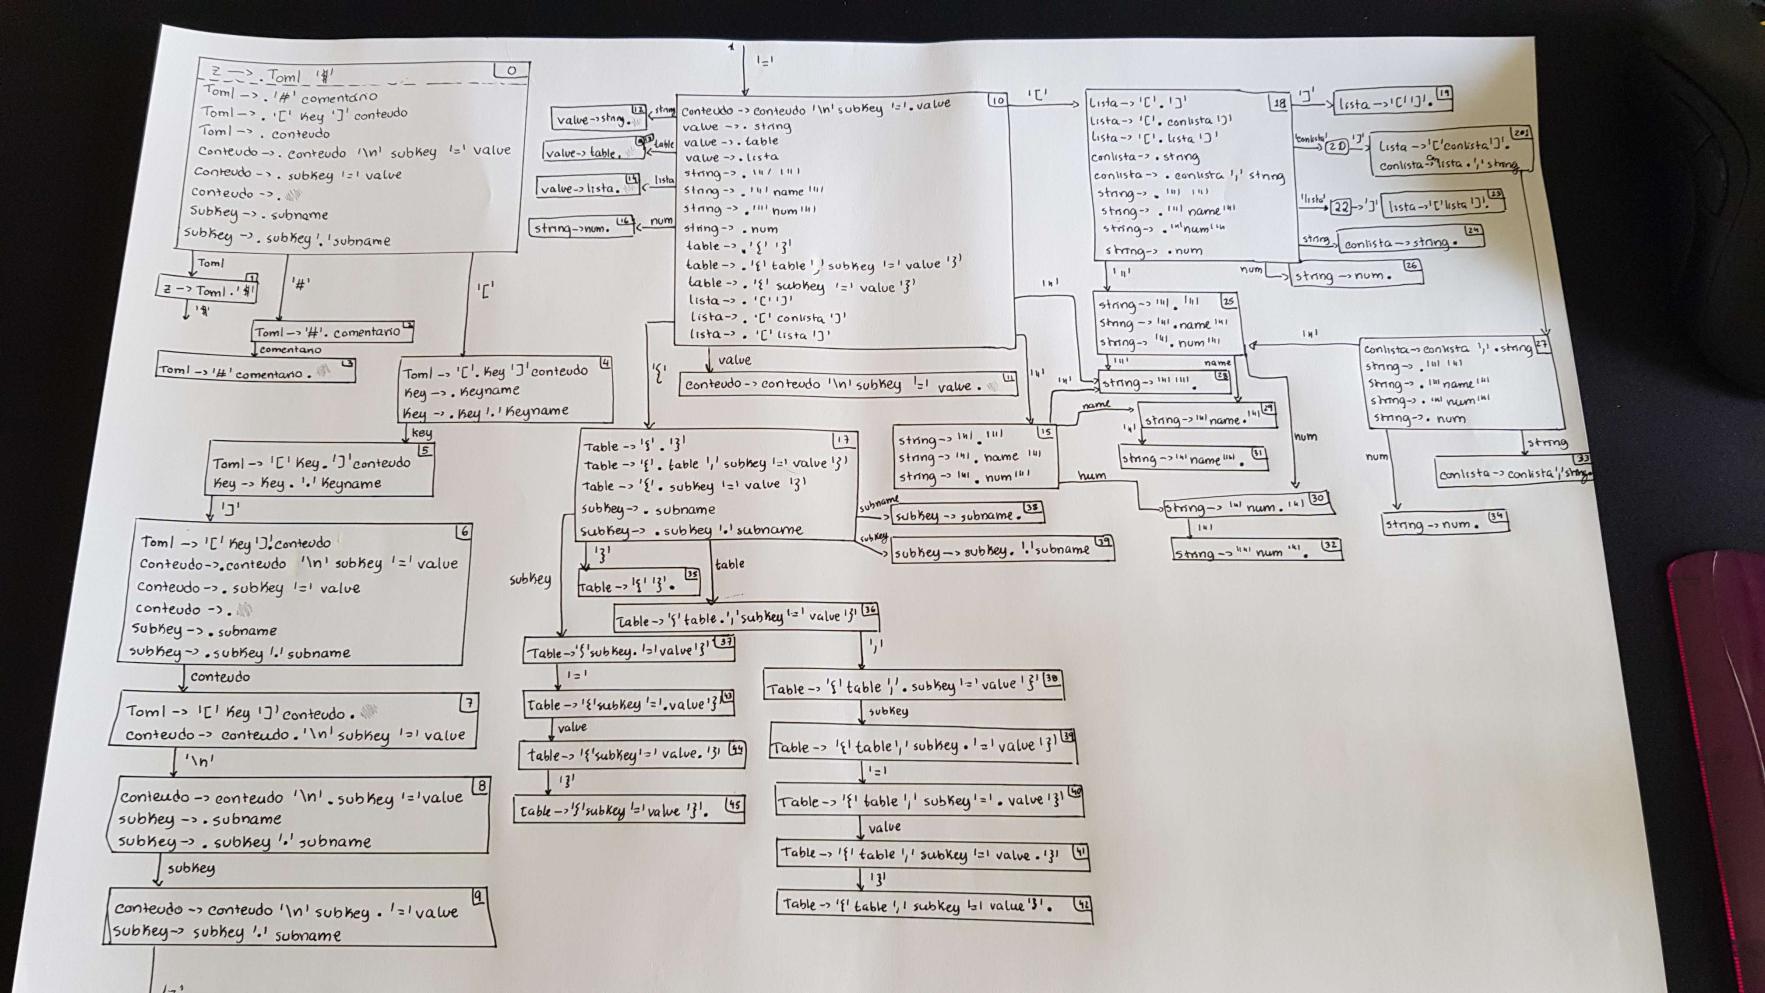 0
Z -> . Toml '$'
Toml -> . '#' comentário
Toml -> . '[' Key ']' conteudo
Toml -> . conteudo
Conteudo -> . conteudo '\n' subkey '=' value
Conteudo -> . subkey '=' value
conteudo -> .
Subkey -> . subname
subkey -> . subkey '.' subname
Toml
'#'
'['
1
Z -> Toml . '$'
'$'
2
Toml -> '#' . comentario
comentano
3
Toml -> '#' comentano .
4
Toml -> '[' . Key ']' conteudo
Key -> . Keyname
Key -> . Key '.' Keyname
key
5
Toml -> '[' Key . ']' conteudo
Key -> Key . '.' Keyname
']'
6
Toml -> '[' Key ']' . conteudo
Conteudo -> . conteudo '\n' subkey '=' value
Conteudo -> . subkey '=' value
conteudo -> .
subkey -> . subname
subkey -> . subkey '.' subname
conteudo
7
Toml -> '[' Key ']' conteudo .
conteudo -> conteudo . '\n' subkey '=' value
'\n'
8
conteudo -> conteudo '\n' . subkey '=' value
subkey -> . subname
subkey -> . subkey '.' subname
subkey
9
conteudo -> conteudo '\n' subkey . '=' value
subkey -> subkey '.' subname
'='
'='
10
Conteudo -> conteudo '\n' subkey '=' . value
value -> . string
value -> . table
value -> . lista
string -> . '"' '"'
string -> . '"' name '"'
string -> . '"' num '"'
string -> . num
table -> . '{' '}'
table -> . '{' table ',' subkey '=' value '}'
table -> . '{' subkey '=' value '}'
lista -> . '[' ']'
lista -> . '[' conlista ']'
lista -> . '[' lista ']'
string
12
value -> string .
table
value -> table .
lista
14
value -> lista .
num
16
string -> num .
value
11
conteudo -> conteudo '\n' subkey '=' value .
'{'
'"'
'"'
'['
18
lista -> '[' . ']'
lista -> '[' . conlista ']'
lista -> '[' . lista ']'
conlista -> . string
conlista -> . conlista ',' string
string -> . '"' '"'
string -> . '"' name '"'
string -> . '"' num '"'
string -> . num
']'
19
lista -> '[' ']' .
'conlista'
20
']'
201
lista -> '[' conlista ']' .
conlista -> conlista . ',' string
'lista'
22
']'
23
lista -> '[' lista ']' .
string
24
conlista -> string .
num
26
string -> num .
'"'
25
string -> '"' . '"'
string -> '"' . name '"'
string -> '"' . num '"'
'"'
name
num
'"'
28
string -> '"' '"' .
name
29
string -> '"' name . '"'
'"'
31
string -> '"' name '"' .
15
string -> '"' . '"'
string -> '"' . name '"'
string -> '"' . num '"'
num
30
string -> '"' num . '"'
'"'
32
string -> '"' num '"' .
27
conlista -> conlista ',' . string
string -> . '"' '"'
string -> . '"' name '"'
string -> . '"' num '"'
string -> . num
'"'
num
string
33
conlista -> conlista ',' string .
34
string -> num .
17
Table -> '{' . '}'
Table -> '{' . table ',' subkey '=' value '}'
Table -> '{' . subkey '=' value '}'
subkey -> . subname
subkey -> . subkey '.' subname
subname
38
subkey -> subname .
subkey
39
subkey -> subkey . '.' subname
'}'
35
Table -> '{' '}' .
table
36
Table -> '{' table . ',' subkey '=' value '}'
subkey
37
Table -> '{' subkey . '=' value '}'
'='
43
Table -> '{' subkey '=' . value '}'
value
44
Table -> '{' subkey '=' value . '}'
'}'
45
Table -> '{' subkey '=' value '}' .
','
38
Table -> '{' table ',' . subkey '=' value '}'
subkey
39
Table -> '{' table ',' subkey . '=' value '}'
'='
40
Table -> '{' table ',' subkey '=' . value '}'
value
41
Table -> '{' table ',' subkey '=' value . '}'
'}'
42
Table -> '{' table ',' subkey '=' value '}' .